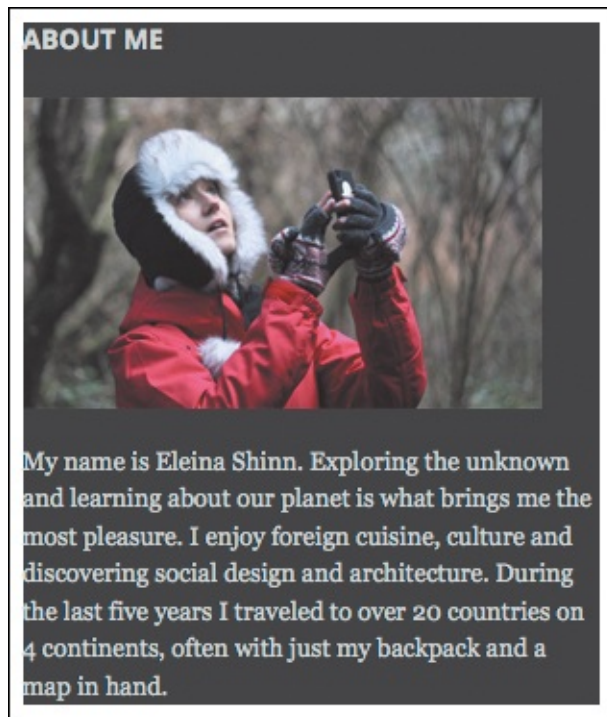 ABOUT ME
My name is Eleina Shinn. Exploring the unknown
and learning about our planet is what brings me the
most pleasure. I enjoy foreign cuisine, culture and
discovering social design and architecture. During
the last five years I traveled to over 20 countries on
4 continents, often with just my backpack and a
map in hand.